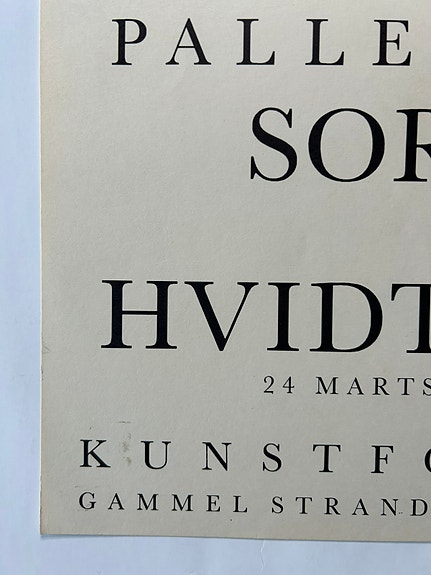 PALLE
SOR
HVIDT
24 MARTS
KUNSTFO
GAMMEL STRAND